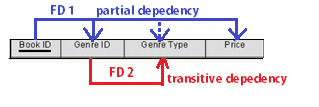 FD 1 partial depedency
Book ID Genre ID Genre Type Price
FD 2 transitive depedency